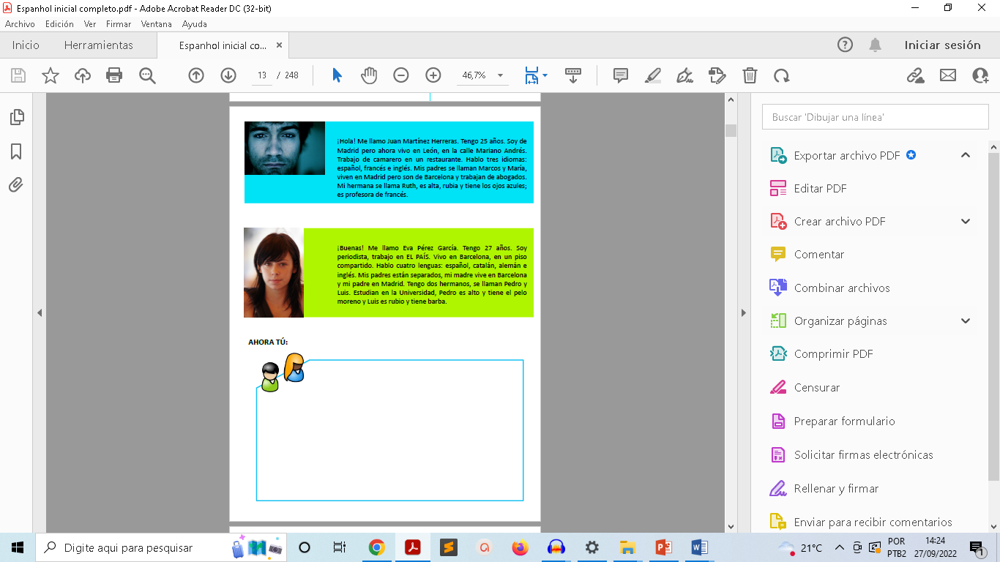 Espanhol inicial completo.pdf - Adobe Acrobat Reader DC (32-bit)
Archivo Edición Ver Firmar Ventana Ayuda
Inicio Herramientas Espanhol inicial co... × Iniciar sesión
13 / 248 46,7%
Buscar 'Dibujar una línea'
Exportar archivo PDF
Editar PDF
Crear archivo PDF
Comentar
Combinar archivos
Organizar páginas
Comprimir PDF
Censurar
Preparar formulario
Solicitar firmas electrónicas
Rellenar y firmar
Enviar para recibir comentarios
¡Hola! Me llamo Juan Martínez Herreras. Tengo 25 años. Soy de
Madrid pero ahora vivo en León, en la calle Mariano Andrés.
Trabajo de camarero en un restaurante. Hablo tres idiomas:
español, francés e inglés. Mis padres se llaman Marcos y María,
viven en Madrid pero son de Barcelona y trabajan de abogados.
Mi hermana se llama Ruth, es alta, rubia y tiene los ojos azules;
es profesora de francés.
¡Buenas! Me llamo Eva Pérez García. Tengo 27 años. Soy
periodista, trabajo en EL PAÍS. Vivo en Barcelona, en un piso
compartido. Hablo cuatro lenguas: español, catalán, alemán e
inglés. Mis padres están separados, mi madre vive en Barcelona
y mi padre en Madrid. Tengo dos hermanos, se llaman Pedro y
Luis. Estudian en la Universidad, Pedro es alto y tiene el pelo
moreno y Luis es rubio y tiene barba.
AHORA TÚ:
Digite aqui para pesquisar
21°C
POR
PTB2
14:24
27/09/2022
1